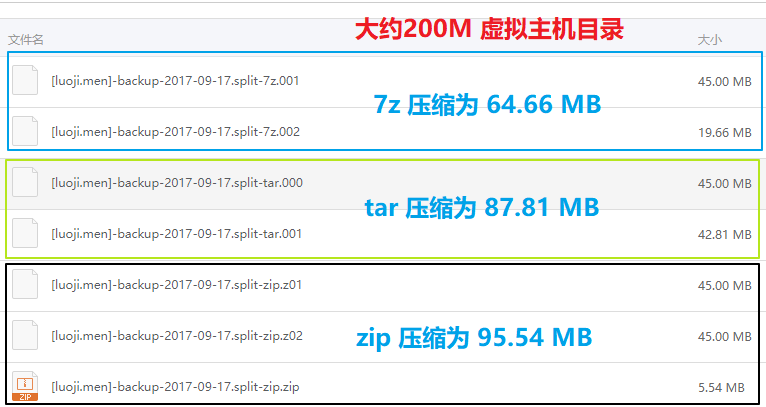 大约200M 虚拟主机目录
文件名 大小
[luoji.men]-backup-2017-09-17.split-7z.001 45.00 MB
7z 压缩为 64.66 MB
[luoji.men]-backup-2017-09-17.split-7z.002 19.66 MB
[luoji.men]-backup-2017-09-17.split-tar.000 45.00 MB
tar 压缩为 87.81 MB
[luoji.men]-backup-2017-09-17.split-tar.001 42.81 MB
[luoji.men]-backup-2017-09-17.split-zip.z01 45.00 MB
[luoji.men]-backup-2017-09-17.split-zip.z02 45.00 MB
zip 压缩为 95.54 MB
ZIP
[luoji.men]-backup-2017-09-17.split-zip.zip 5.54 MB